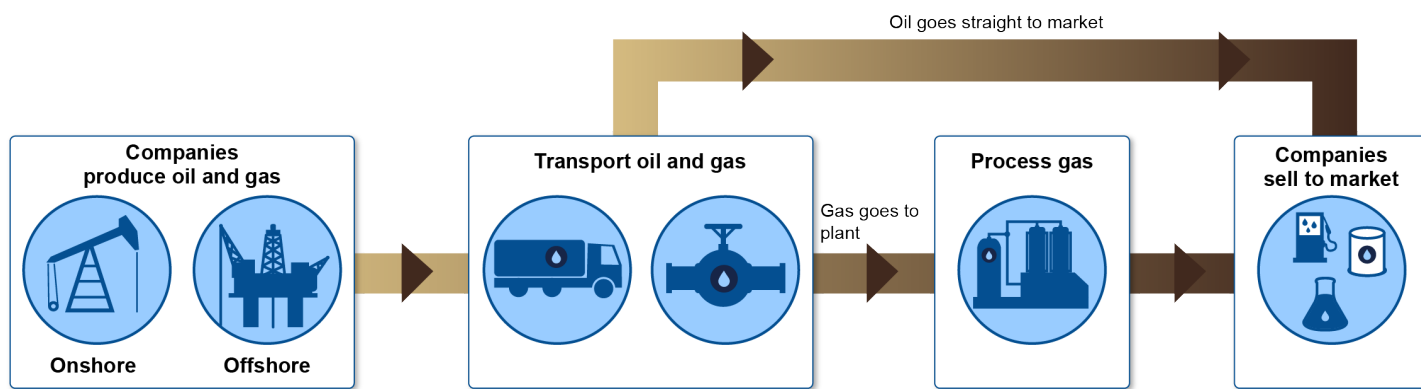 Oil goes straight to market
Companies
produce oil and gas
Onshore
Offshore
Transport oil and gas
Gas goes to
plant
Process gas
Companies
sell to market